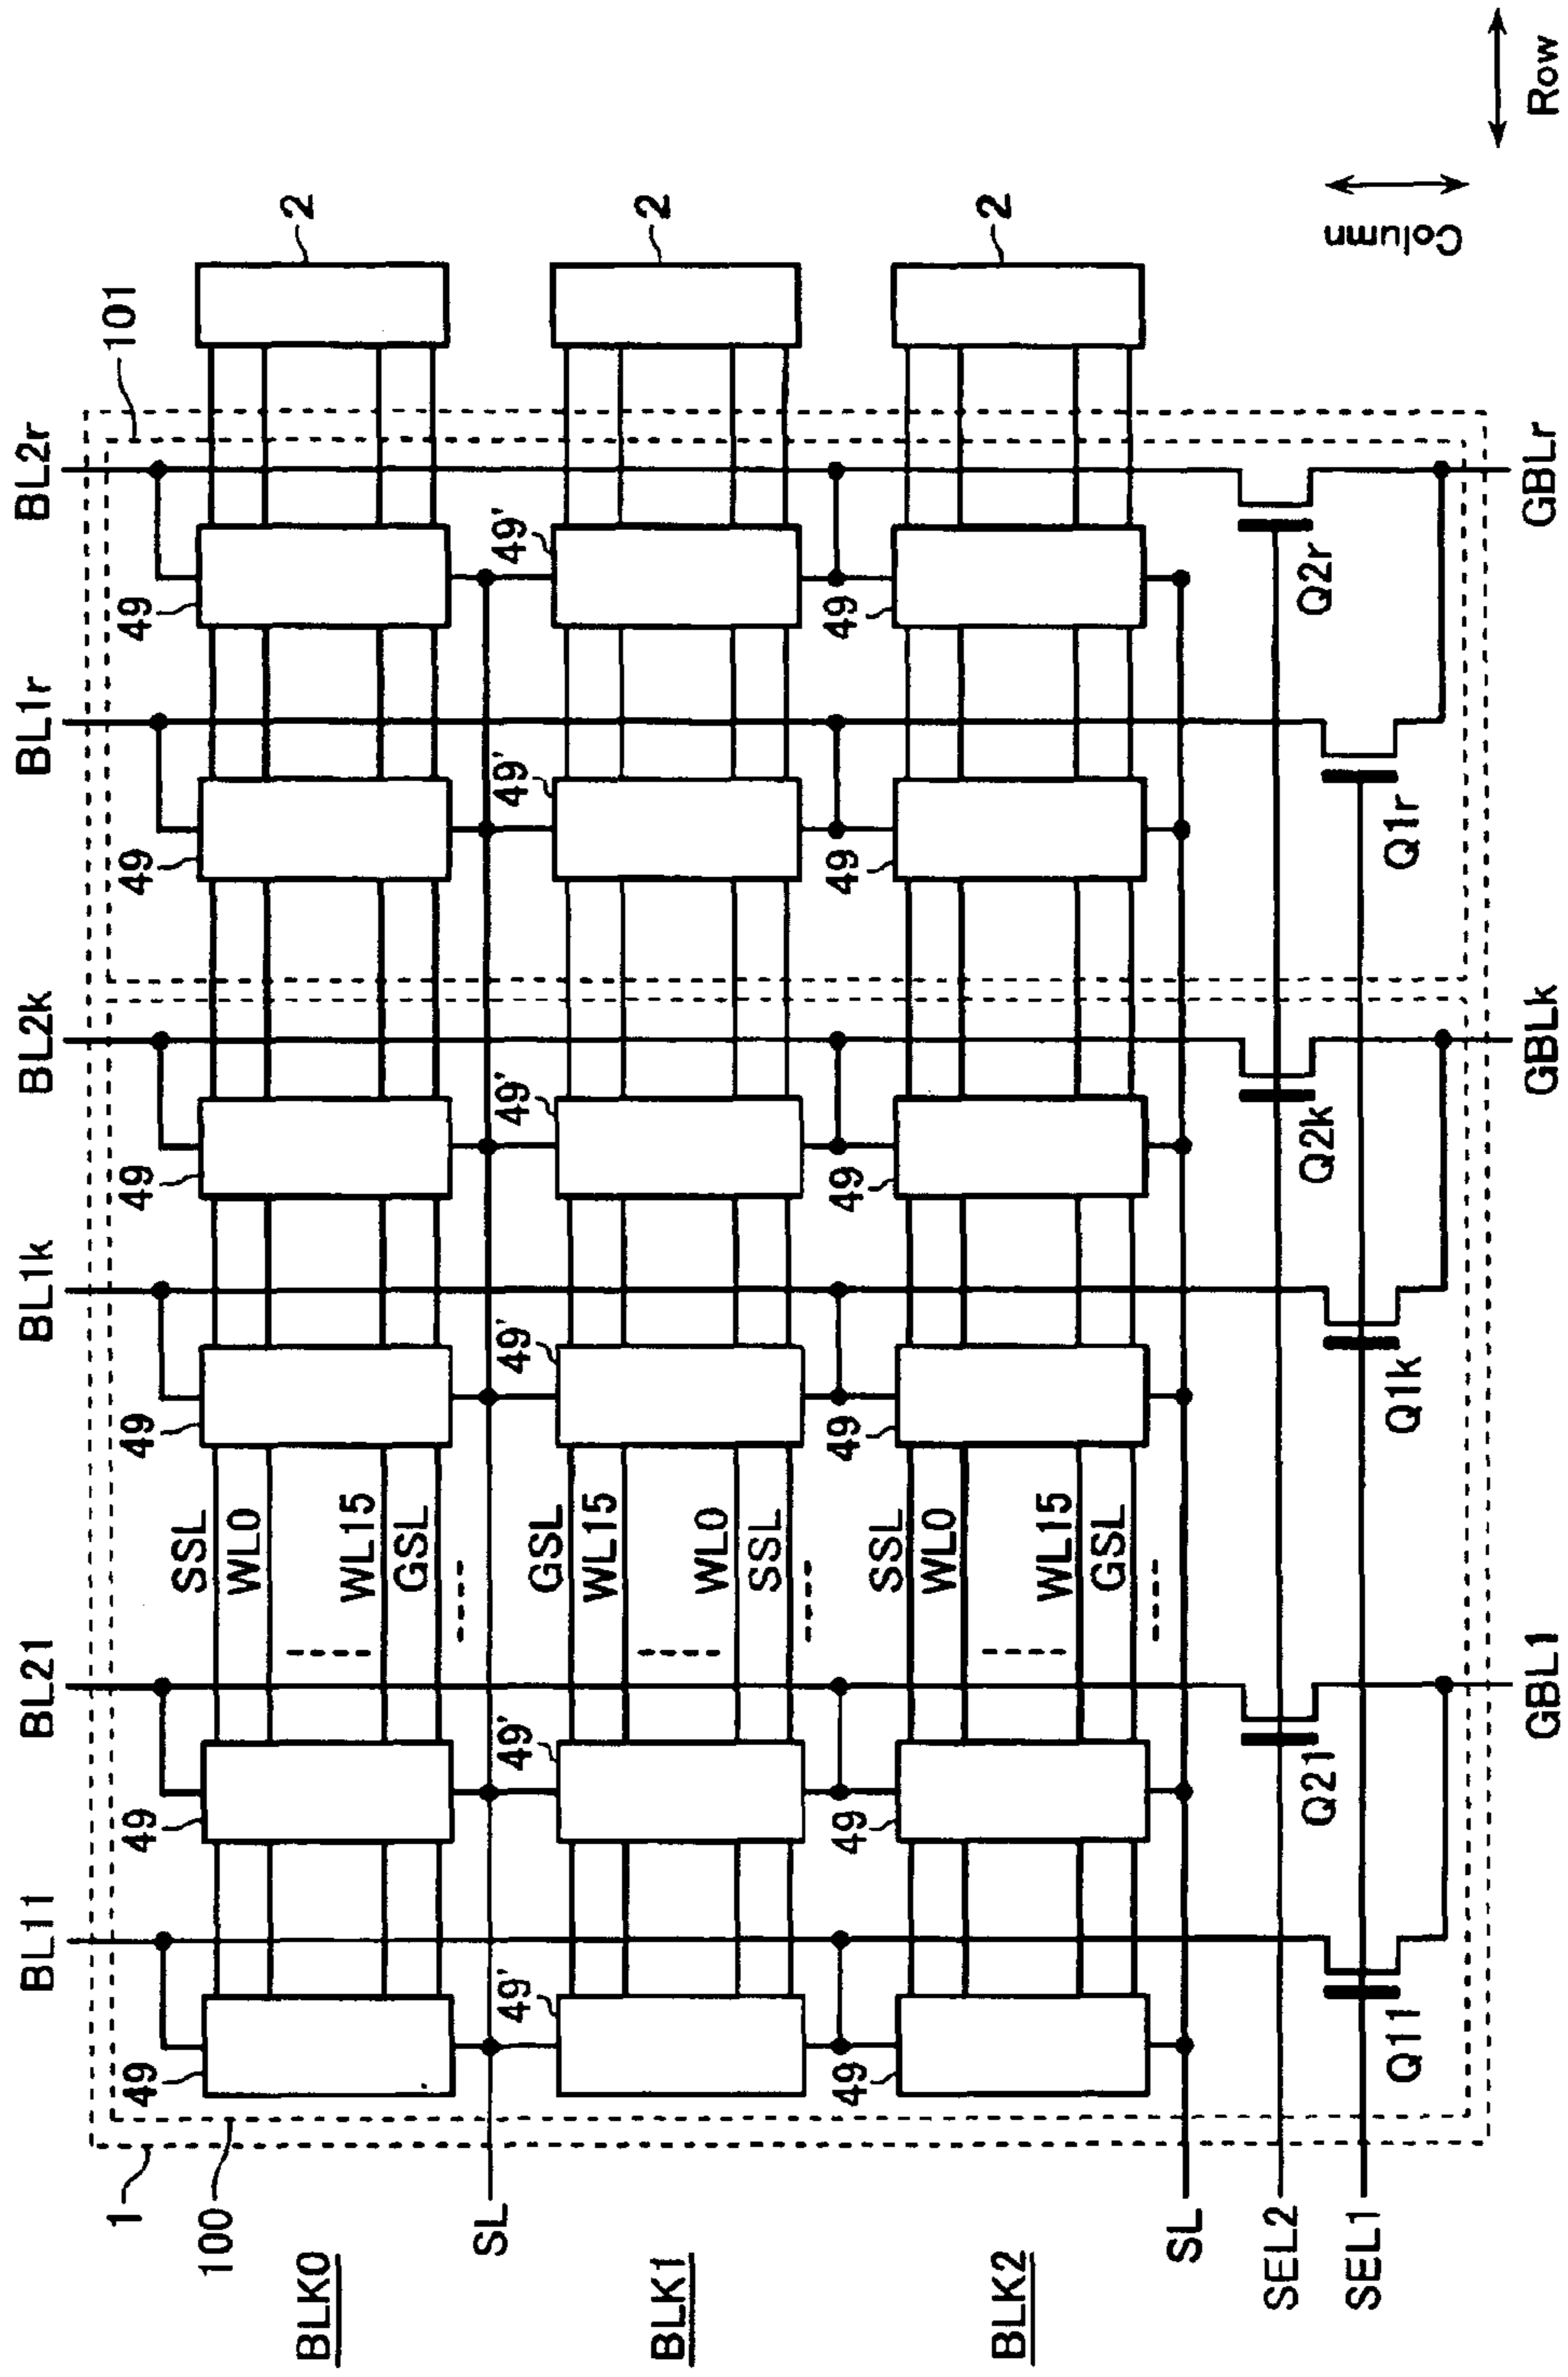 BL11
BL21
BL1k
BL2k
BL1r
BL2r
101
1
100
49
49
49
49
49
49
2
BLK0
SSL
WL0
WL15
GSL
SL
49'
49'
49'
49'
49'
49'
2
BLK1
GSL
WL15
WL0
SSL
49
49
49
49
49
49
2
BLK2
SSL
WL0
WL15
GSL
SL
SEL2
Q21
Q2k
Q2r
SEL1
Q11
Q1k
Q1r
GBL1
GBLk
GBLr
Column
Row